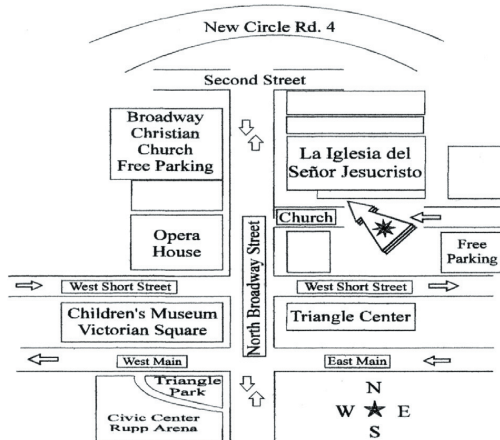 New Circle Rd. 4
Second Street
Broadway
Christian
Church
Free Parking
La Iglesia del
Señor Jesucristo
Church
Opera
House
Free
Parking
North Broadway Street
West Short Street
West Short Street
Children's Museum
Victorian Square
Triangle Center
West Main
East Main
Triangle
Park
Civic Center
Rupp Arena
N
W E
S